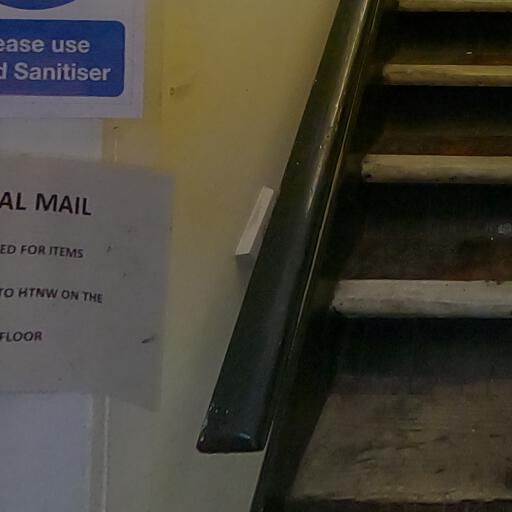 ease use
d Sanitiser
AL MAIL
ED FOR ITEMS
TO HTNW ON THE
FLOOR